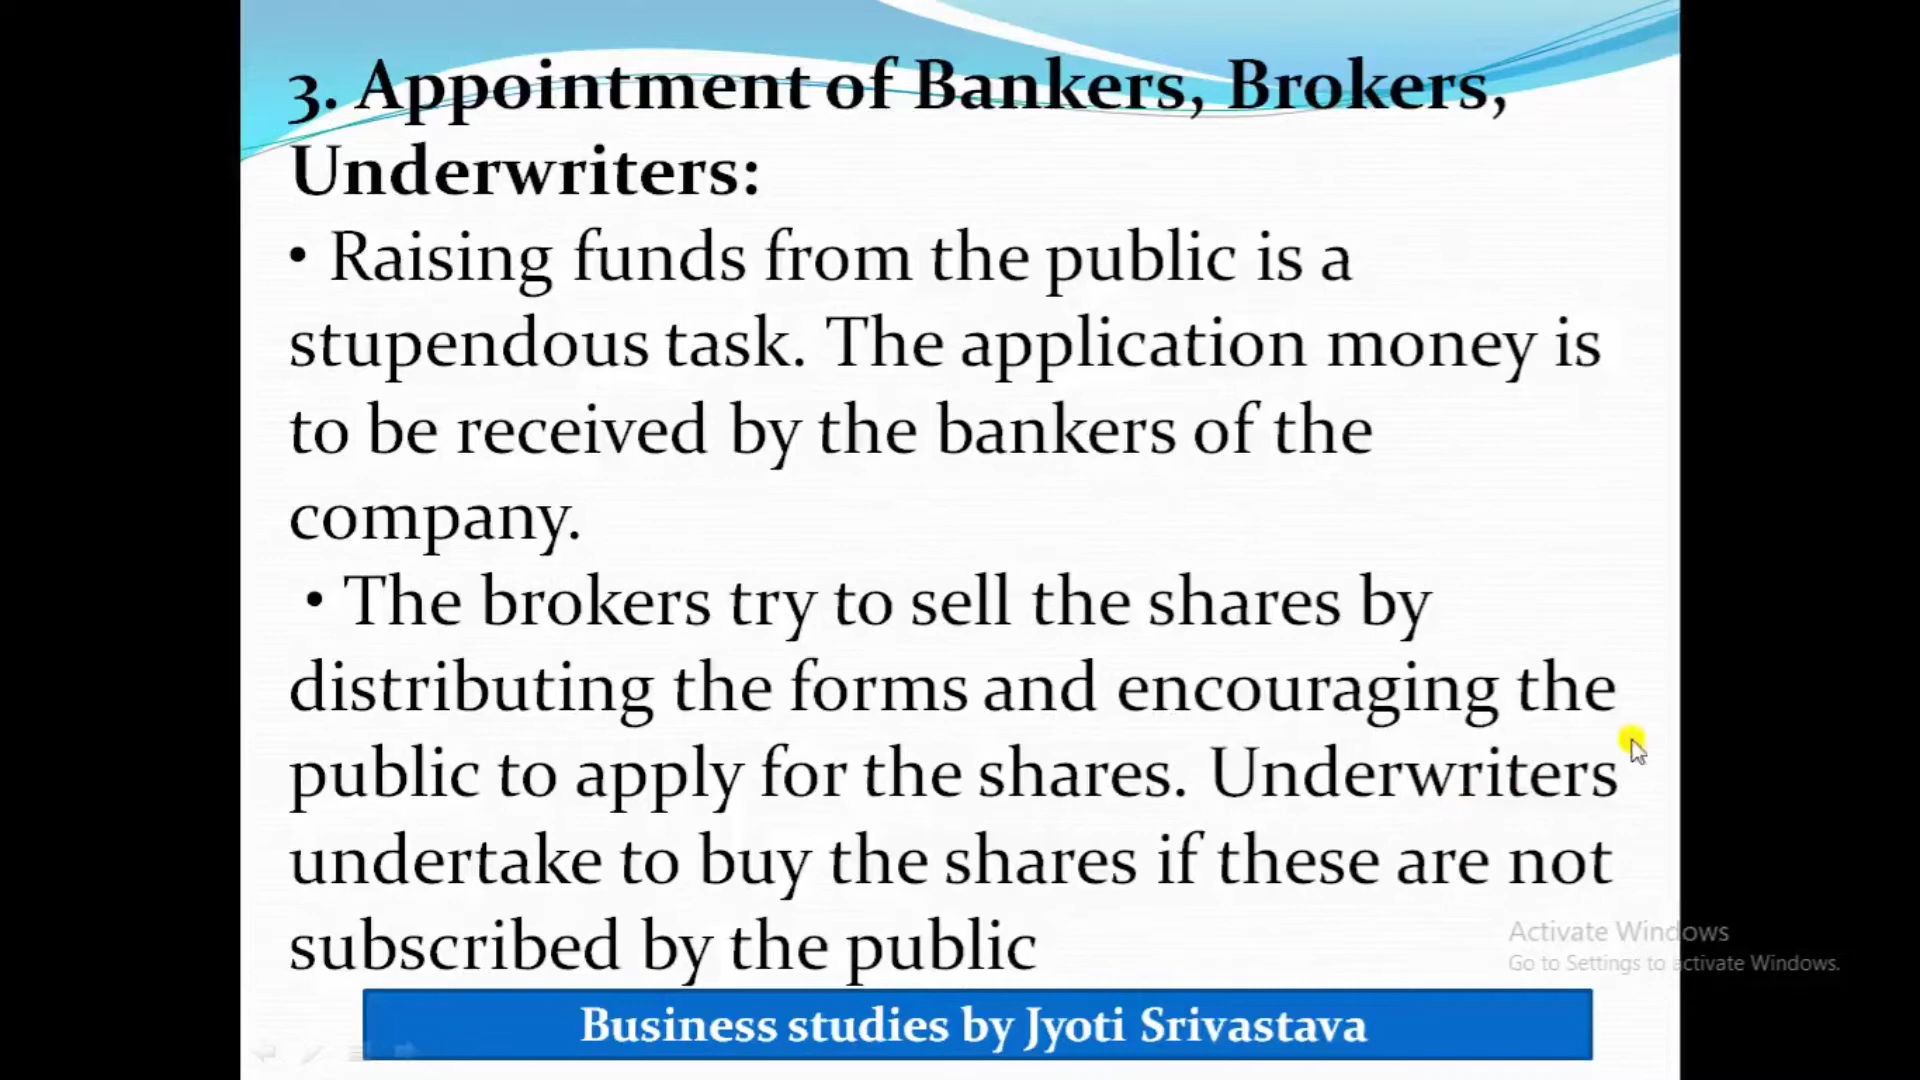 3. Appointment of Bankers, Brokers,
Underwriters:
• Raising funds from the public is a
stupendous task. The application money is
to be received by the bankers of the
company.
• The brokers try to sell the shares by
distributing the forms and encouraging the
public to apply for the shares. Underwriters
undertake to buy the shares if these are not
subscribed by the public
Activate Windows
Go to Settings to activate Windows.
Business studies by Jyoti Srivastava